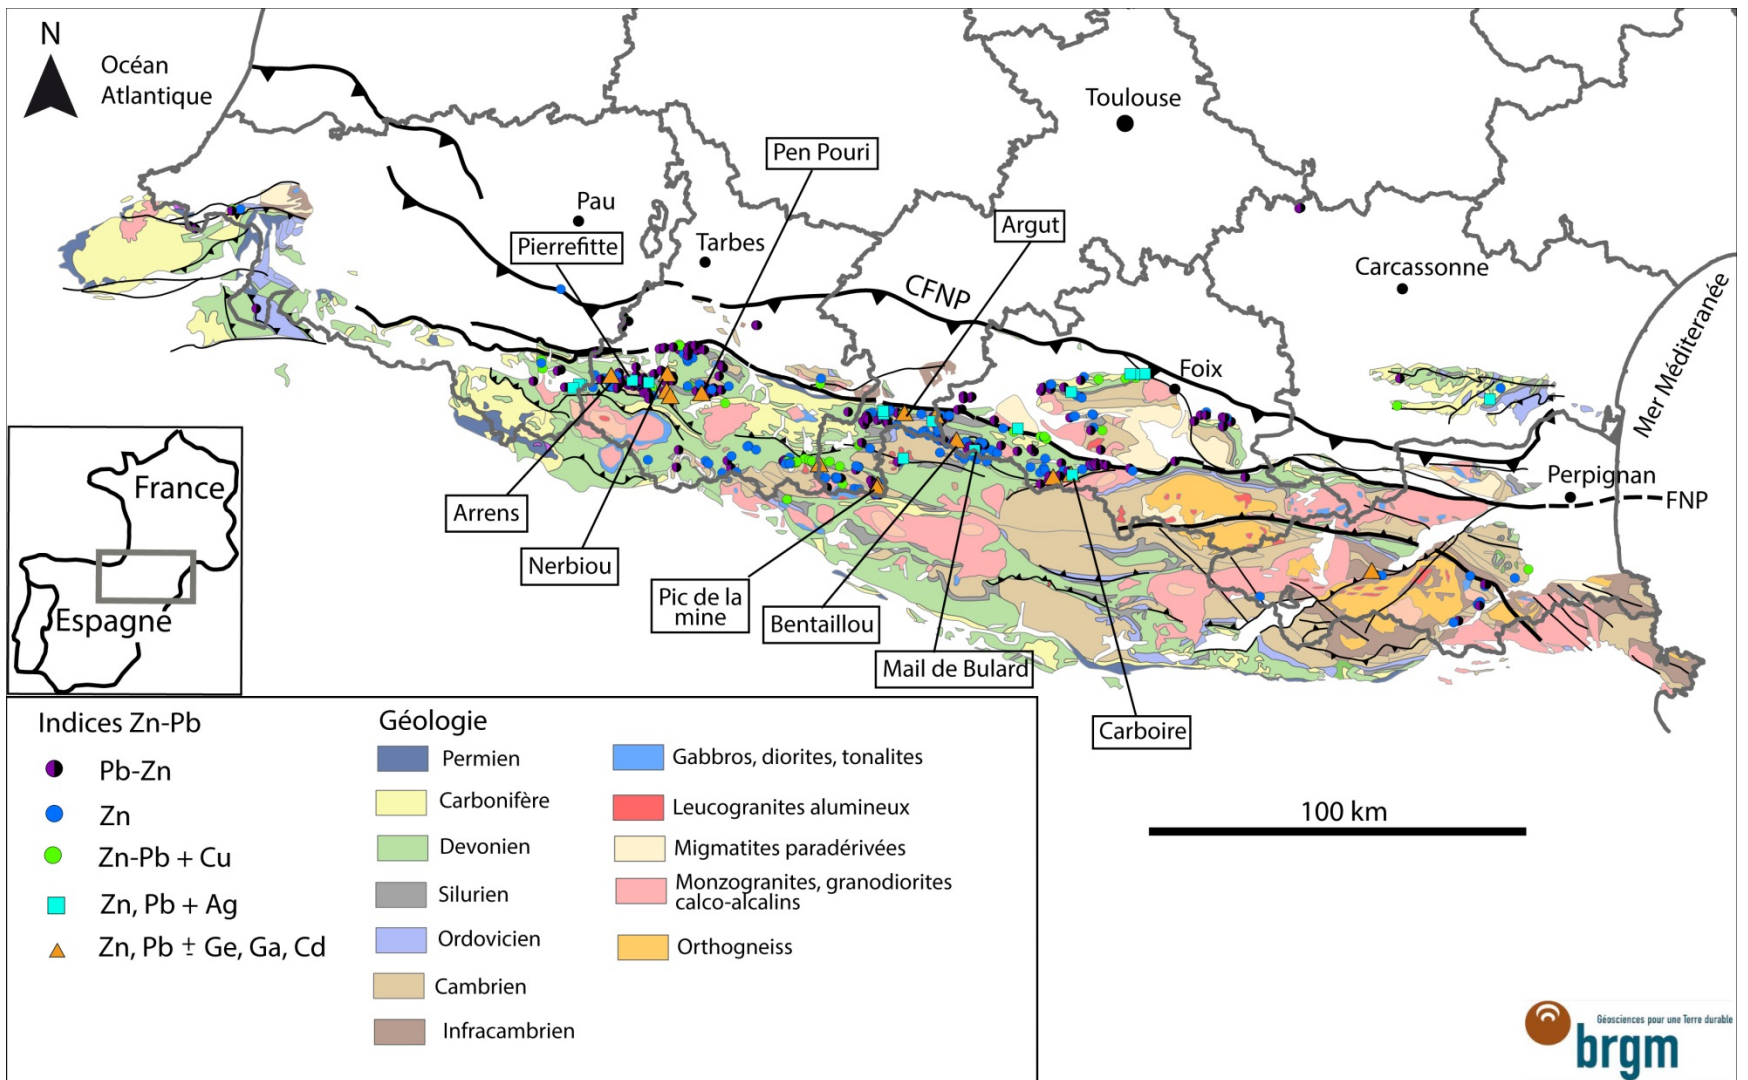 N
Océan
Atlantique
Toulouse
Pen Pouri
Pau
Pierrefitte
Tarbes
Argut
Carcassonne
CFNP
Mer Méditeranée
Foix
Perpignan
FNP
Arrens
Nerbiou
Pic de la
mine
Bentaillou
Mail de Bulard
Carboire
France
Espagne
100 km
Indices Zn-Pb
Pb-Zn
Zn
Zn-Pb + Cu
Zn, Pb + Ag
Zn, Pb ± Ge, Ga, Cd
Géologie
Permien
Carbonifère
Devonien
Silurien
Ordovicien
Cambrien
Infracambrien
Gabbros, diorites, tonalites
Leucogranites alumineux
Migmatites paradérivées
Monzogranites, granodiorites
calco-alcalins
Orthogneiss
Géosciences pour une Terre durable
brgm